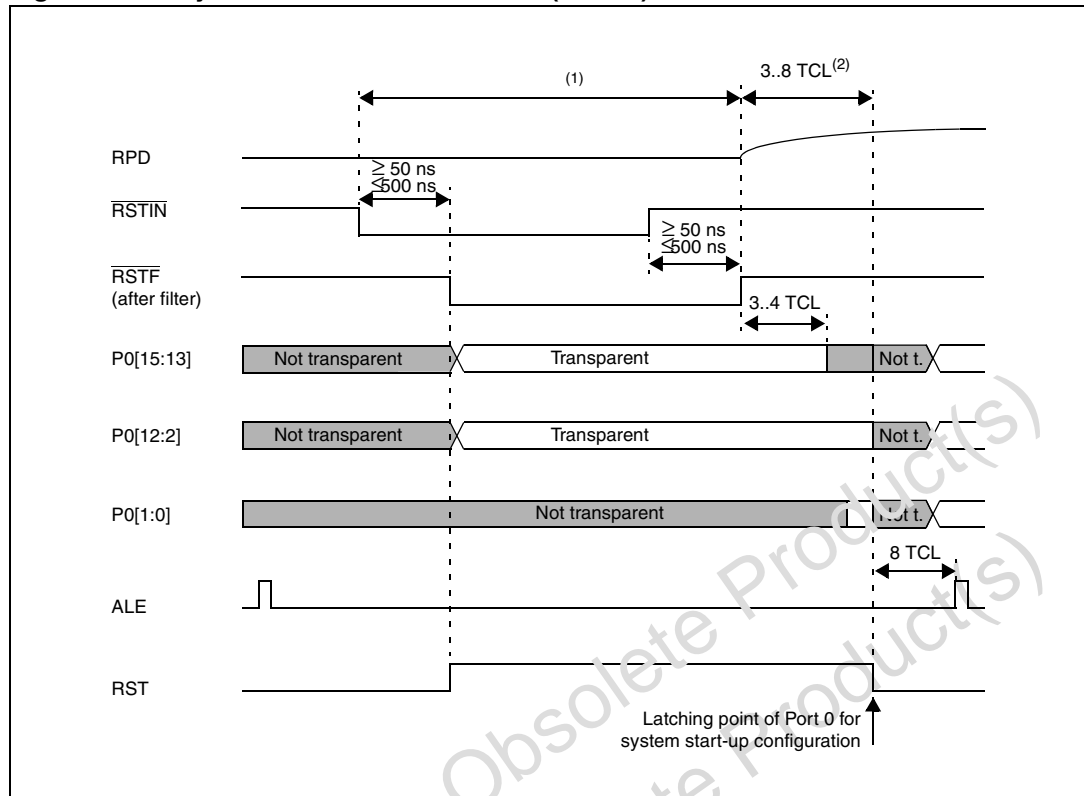 (1)
3..8 TCL(2)
RPD
≥ 50 ns
≤500 ns
RSTIN
≥ 50 ns
≤500 ns
RSTF
(after filter)
3..4 TCL
P0[15:13]
Not transparent
Transparent
Not t.
P0[12:2]
Not transparent
Transparent
Not t.
P0[1:0]
Not transparent
Not t.
8 TCL
ALE
RST
Latching point of Port 0 for
system start-up configuration
Obsolete Product(s)
Obsolete Product(s)